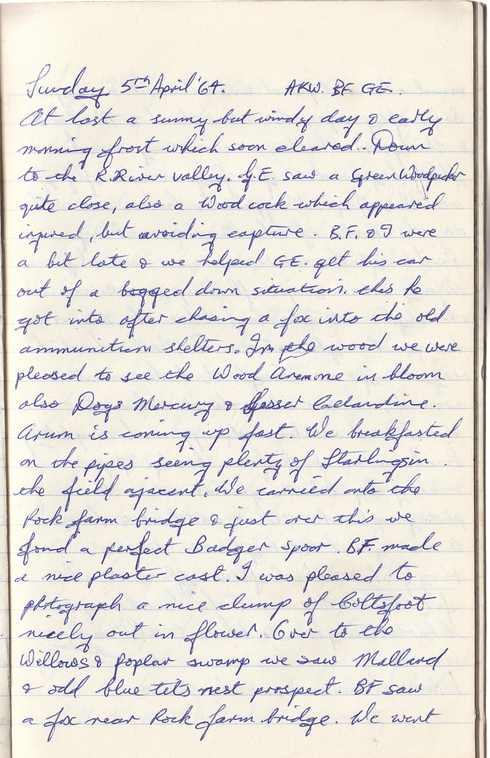 Sunday 5th April '64. AKW. BF. GE.
At last a sunny but windy day & early
morning frost which soon cleared. Down
to the R. River valley. G.E saw a Green Woodpecker
quite close, also a Wood cock which appeared
injured, but avoiding capture. B.F. & I were
a bit late & we helped GE. get his car
out of a bogged down situation. this he
got into after chasing a fox into the old
ammunition shelters. In the wood we were
pleased to see the Wood Anemone in bloom
also Dogs Mercury & Lesser Caelandine.
Arum is coming up fast. We breakfasted
on the pipes seeing plenty of Starlings in
the field ajacent. We carried onto the
Rock farm bridge & just over this we
fond a perfect Badger spoor. BF. made
a nice plaster cast. I was pleased to
photograph a nice clump of Coltsfoot
nicely out in flower. Over to the
Willows & poplar swamp we saw Mallard
& odd blue tits nest prospect. BF saw
a fox near Rock farm bridge. We went